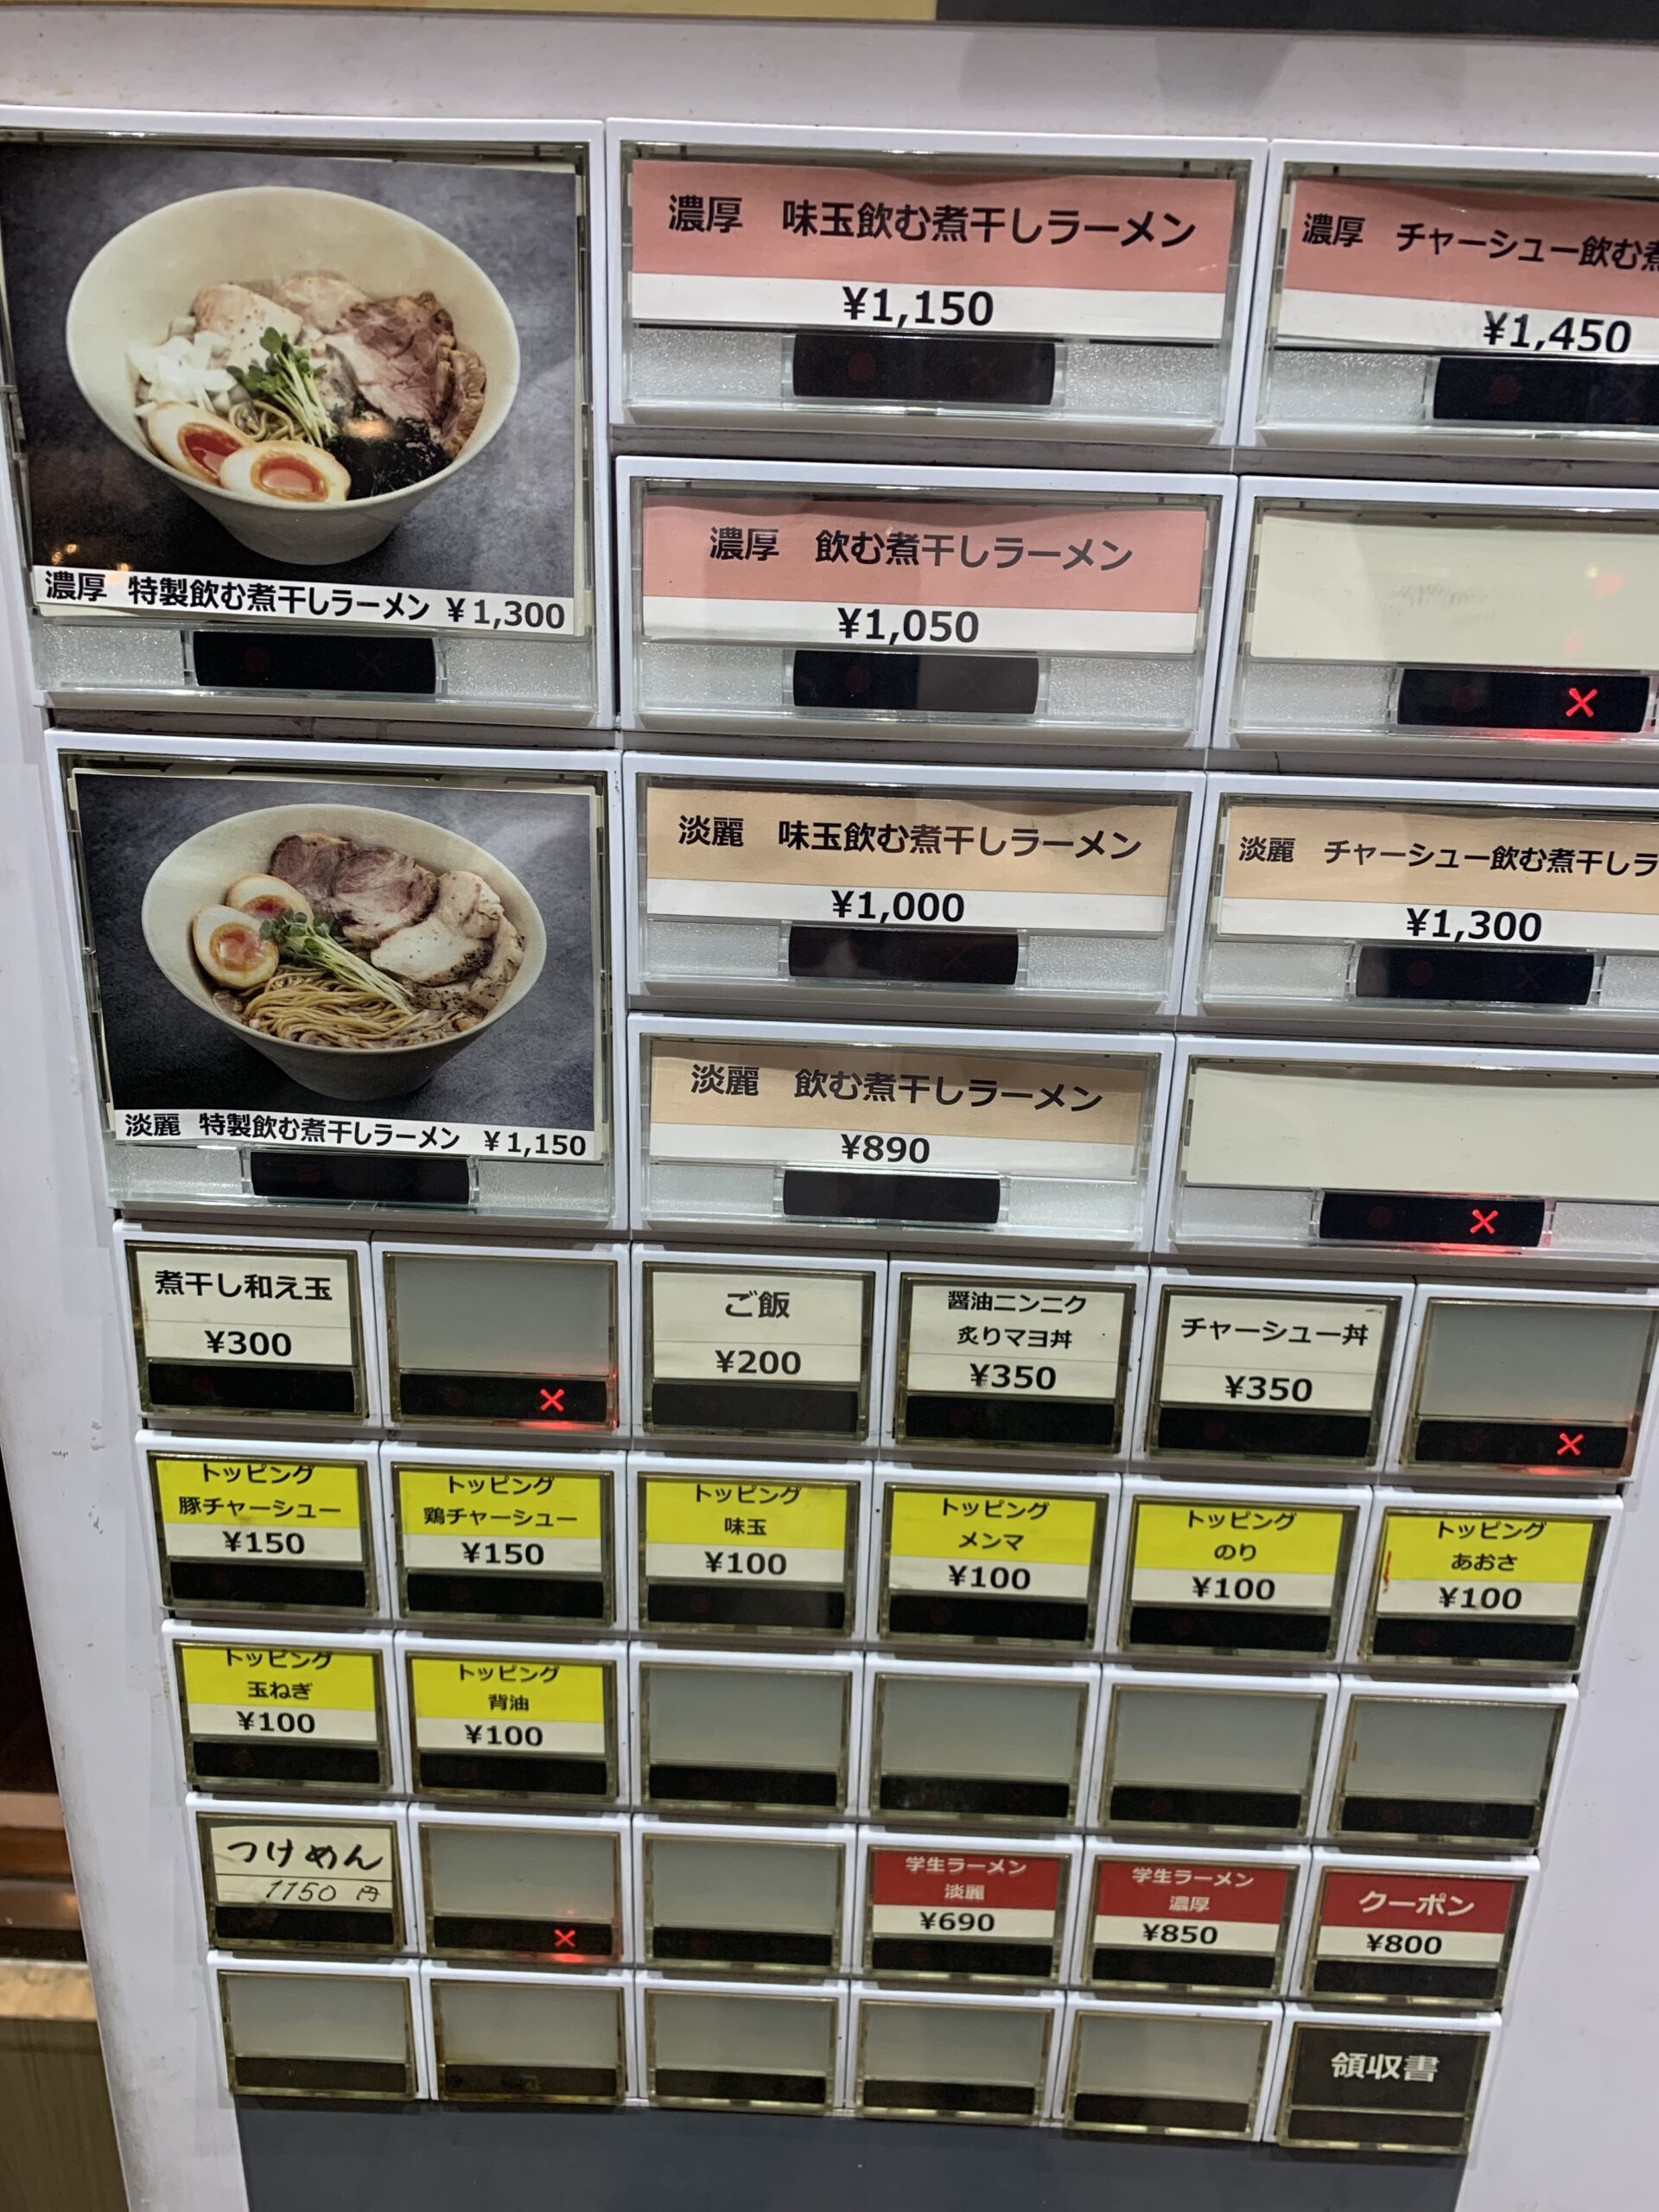 濃厚 特製飲む煮干しラーメン ¥1,300
濃厚 味玉飲む煮干しラーメン
¥1,150
濃厚 チャーシュー飲む煮
¥1,450
濃厚 飲む煮干しラーメン
¥1,050
淡麗 特製飲む煮干しラーメン ¥1,150
淡麗 味玉飲む煮干しラーメン
¥1,000
淡麗 チャーシュー飲む煮干しラ
¥1,300
淡麗 飲む煮干しラーメン
¥890
煮干し和え玉
¥300
ご飯
¥200
醤油ニンニク
炙りマヨ丼
¥350
チャーシュー丼
¥350
トッピング
豚チャーシュー
¥150
トッピング
鶏チャーシュー
¥150
トッピング
味玉
¥100
トッピング
メンマ
¥100
トッピング
のり
¥100
トッピング
あおさ
¥100
トッピング
玉ねぎ
¥100
トッピング
背油
¥100
つけめん
1150円
学生ラーメン
淡麗
¥690
学生ラーメン
濃厚
¥850
クーポン
¥800
領収書